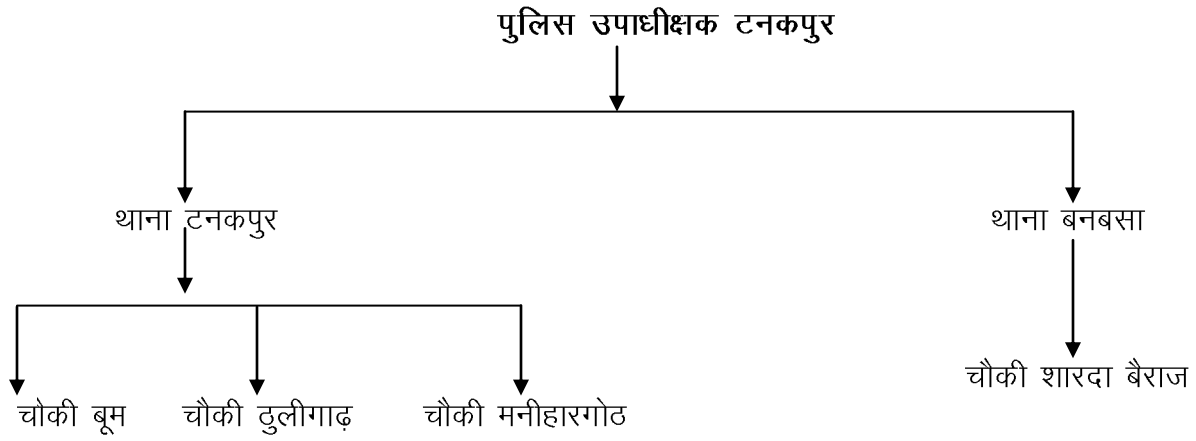 पुलिस उपाधीक्षक टनकपुर
थाना टनकपुर थाना बनबसा
चौकी शारदा बैराज
चौकी बूम चौकी ठुलीगाढ़ चौकी मनीहारगोठ